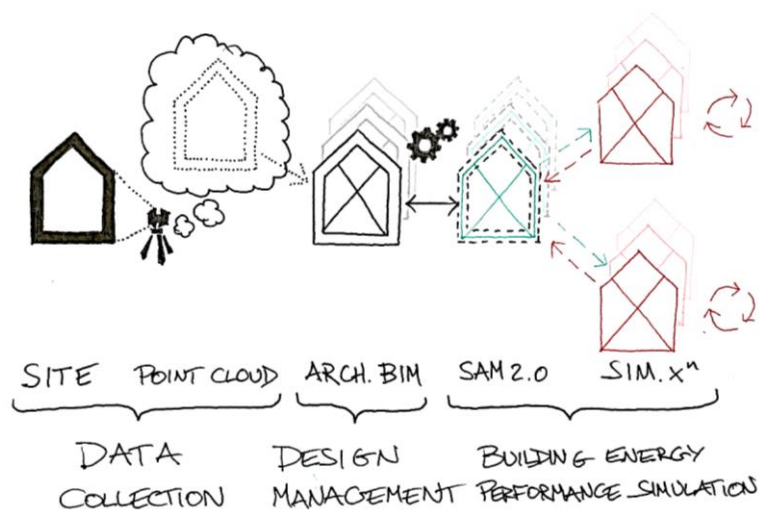 SITE POINT CLOUD ARCH. BIM SAM 2.0 SIM. xⁿ
DATA COLLECTION
DESIGN MANAGEMENT
BUILDING ENERGY PERFORMANCE SIMULATION